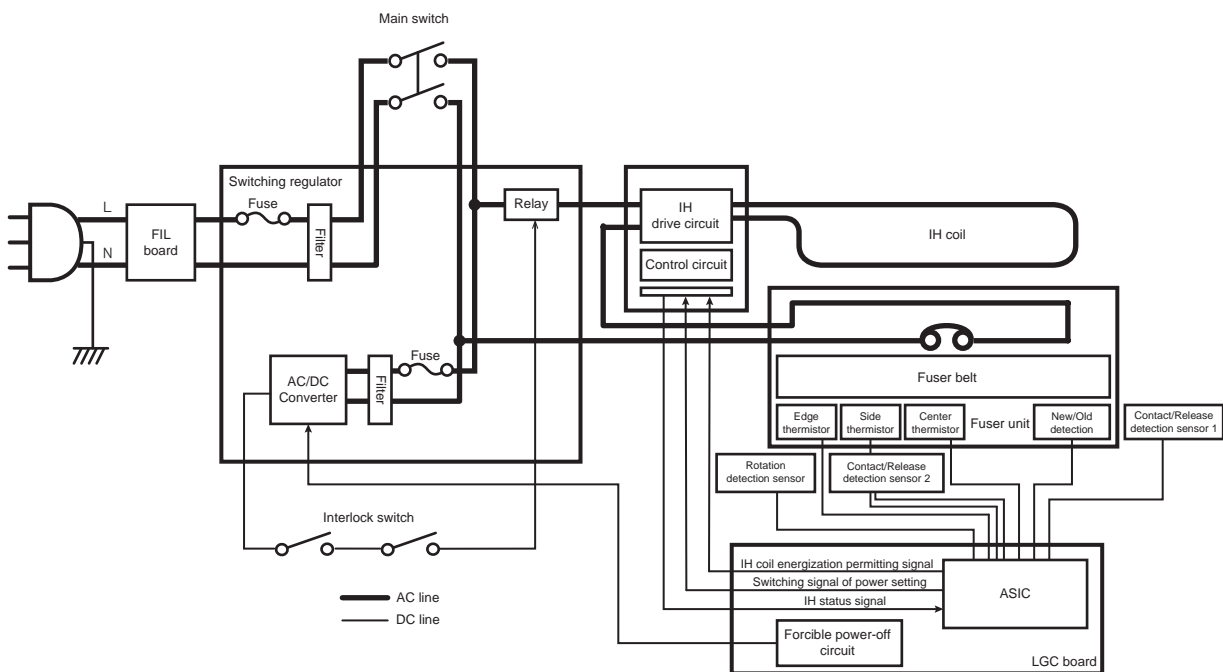 Main switch
Switching regulator
L
Fuse
N
FIL
board
Filter
Relay
IH
drive circuit
IH coil
Control circuit
Fuse
AC/DC
Converter
Filter
Fuser belt
Edge
thermistor
Side
thermistor
Center
thermistor
Fuser unit
New/Old
detection
Contact/Release
detection sensor 1
Rotation
detection sensor
Contact/Release
detection sensor 2
Interlock switch
IH coil energization permitting signal
Switching signal of power setting
IH status signal
ASIC
AC line
DC line
Forcible power-off
circuit
LGC board